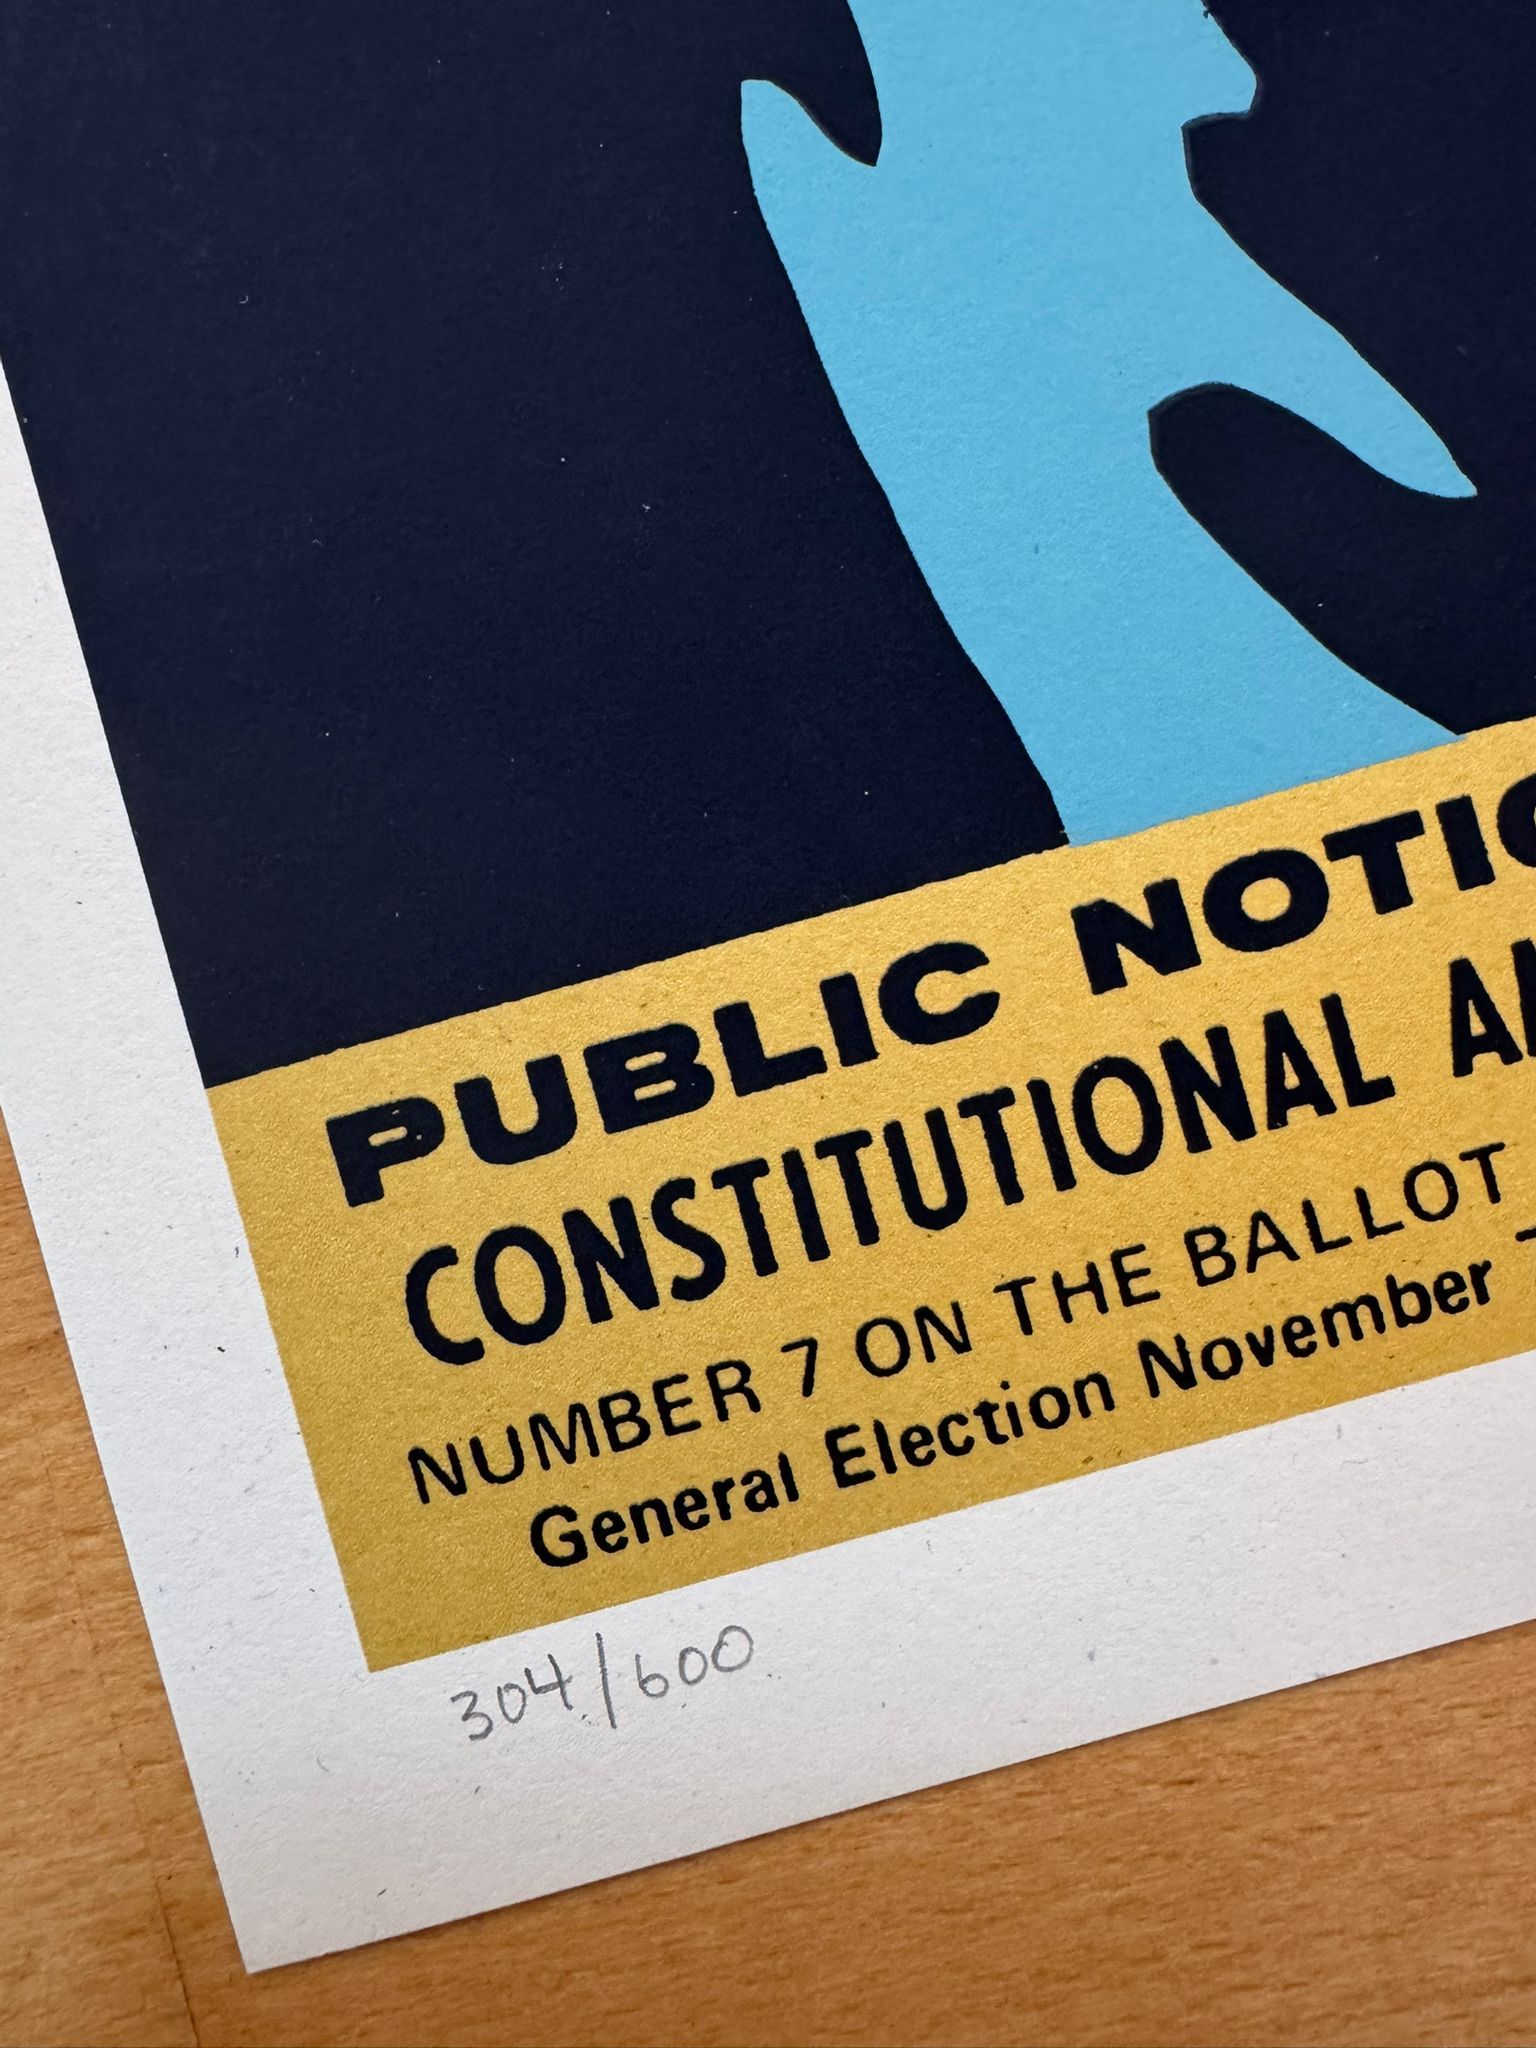 PUBLIC NOTIC
CONSTITUTIONAL A
NUMBER 7 ON THE BALLOT
General Election November
304/600